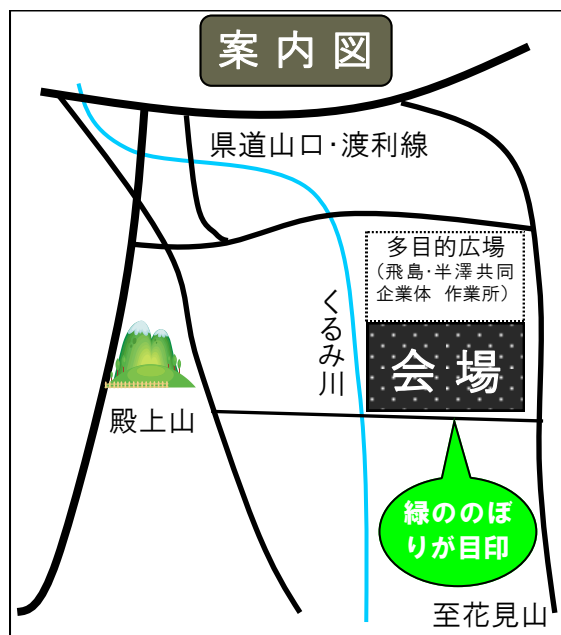 案内図
県道山口・渡利線
多目的広場
（飛島・半澤共同
企業体 作業所）
くるみ川
会場
殿上山
緑ののぼ
りが目印
至花見山